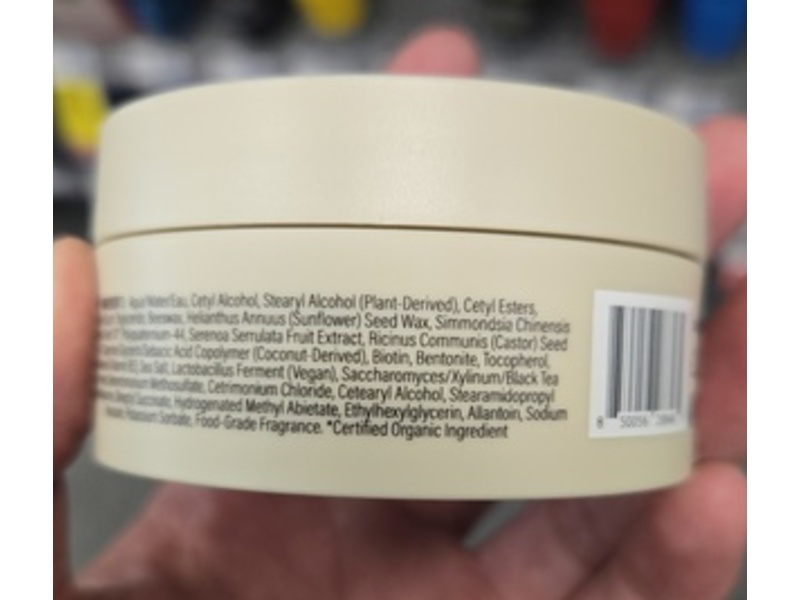 Aqua/Water/Eau, Cetyl Alcohol, Stearyl Alcohol (Plant-Derived), Cetyl Esters,
Beeswax, Helianthus Annuus (Sunflower) Seed Wax, Simmondsia Chinensis
Polyquaternium-44, Serenoa Serrulata Fruit Extract, Ricinus Communis (Castor) Seed
Acid Copolymer (Coconut-Derived), Biotin, Bentonite, Tocopherol,
Sea Salt, Lactobacillus Ferment (Vegan), Saccharomyces/Xylinum/Black Tea
Methosulfate, Cetrimonium Chloride, Cetearyl Alcohol, Stearamidopropyl
Succinate, Hydrogenated Methyl Abietate, Ethylhexylglycerin, Allantoin, Sodium
Potassium Sorbate, Food-Grade Fragrance. *Certified Organic Ingredient
8 50056